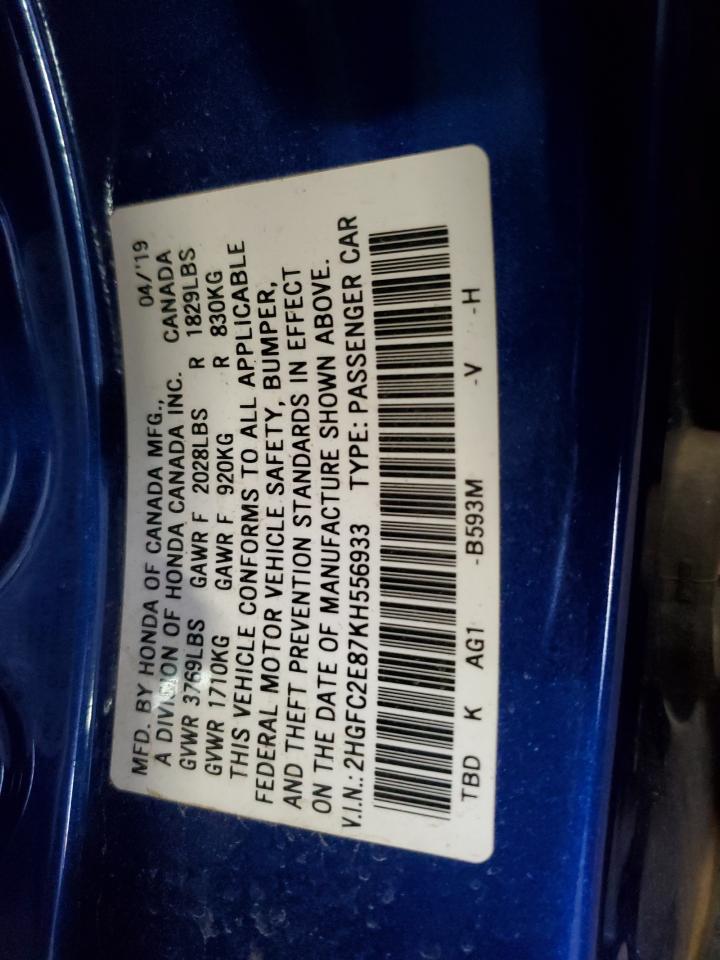 MFD. BY HONDA OF CANADA MFG., 04/'19
A DIVISION OF HONDA CANADA INC. CANADA
GVWR 3769LBS GAWR F 2028LBS R 1829LBS
GVWR 1710KG GAWR F 920KG R 830KG
THIS VEHICLE CONFORMS TO ALL APPLICABLE
FEDERAL MOTOR VEHICLE SAFETY, BUMPER,
AND THEFT PREVENTION STANDARDS IN EFFECT
ON THE DATE OF MANUFACTURE SHOWN ABOVE.
V.I.N.: 2HGFC2E87KH556933 TYPE: PASSENGER CAR
TBD K AG1 -B593M -V -H